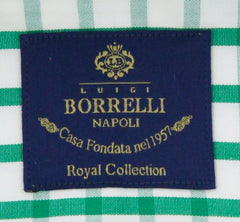 LUIGI
BORRELLI
NAPOLI
Casa Fondata nel 1957
Royal Collection